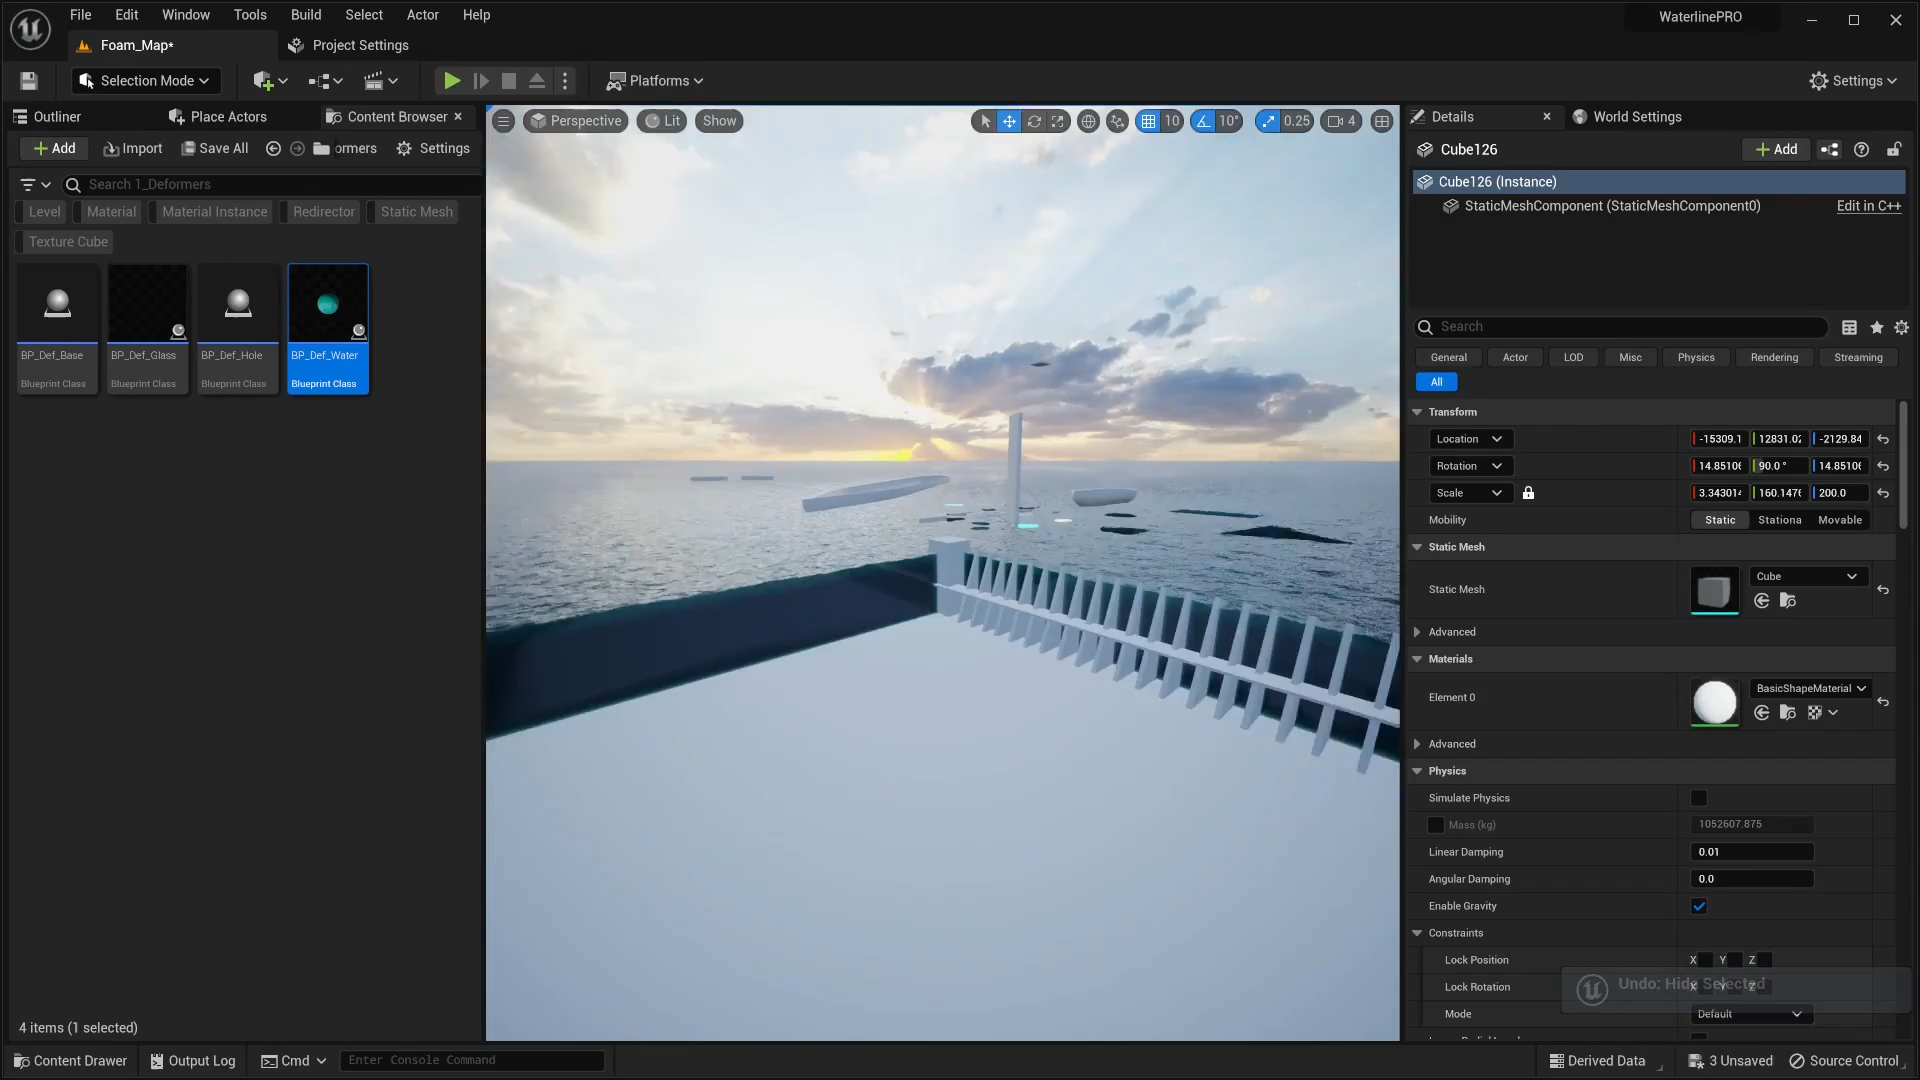 File Edit Window Tools Build Select Actor Help
WaterlinePRO
Foam_Map*
Project Settings
Selection Mode
Platforms
Settings
Outliner
Place Actors
Content Browser
Add
Import
Save All
ormers
Settings
Search 1_Deformers
Level
Material
Material Instance
Redirector
Static Mesh
Texture Cube
BP_Def_Base
Blueprint Class
BP_Def_Glass
Blueprint Class
BP_Def_Hole
Blueprint Class
BP_Def_Water
Blueprint Class
4 items (1 selected)
Perspective
Lit
Show
10
10°
0.25
4
Details
World Settings
Cube126
Add
Cube126 (Instance)
StaticMeshComponent (StaticMeshComponent0)
Edit in C++
Search
General
Actor
LOD
Misc
Physics
Rendering
Streaming
All
Transform
Location
-15309.1
12831.02
-2129.84
Rotation
14.85106
90.0 °
14.85106
Scale
3.34301
160.1476
200.0
Mobility
Static
Stationa
Movable
Static Mesh
Static Mesh
Cube
Advanced
Materials
Element 0
BasicShapeMaterial
Advanced
Physics
Simulate Physics
Mass (kg)
1052607.875
Linear Damping
0.01
Angular Damping
0.0
Enable Gravity
Constraints
Lock Position
X Y Z
Lock Rotation
X Y Z
Undo: Hide Selected
Mode
Default
Content Drawer
Output Log
Cmd
Enter Console Command
Derived Data
3 Unsaved
Source Control